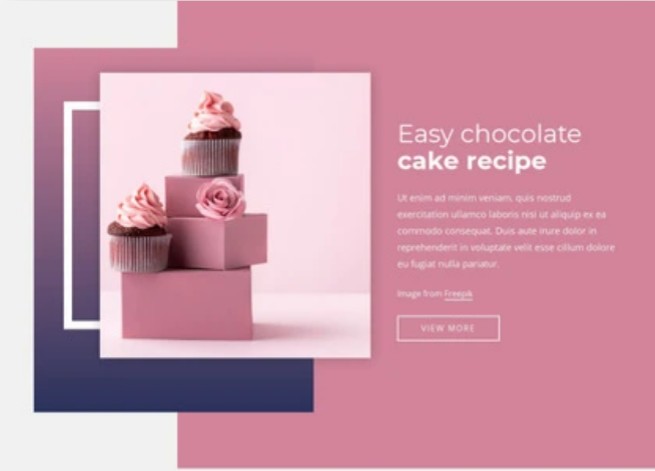 Easy chocolate
cake recipe
Ut enim ad minim veniam, quis nostrud
exercitation ullamco laboris nisi ut aliquip ex ea
commodo consequat. Duis aute irure dolor in
reprehenderit in voluptate velit esse cillum dolore
eu fugiat nulla pariatur.
Image from Freepik
VIEW MORE